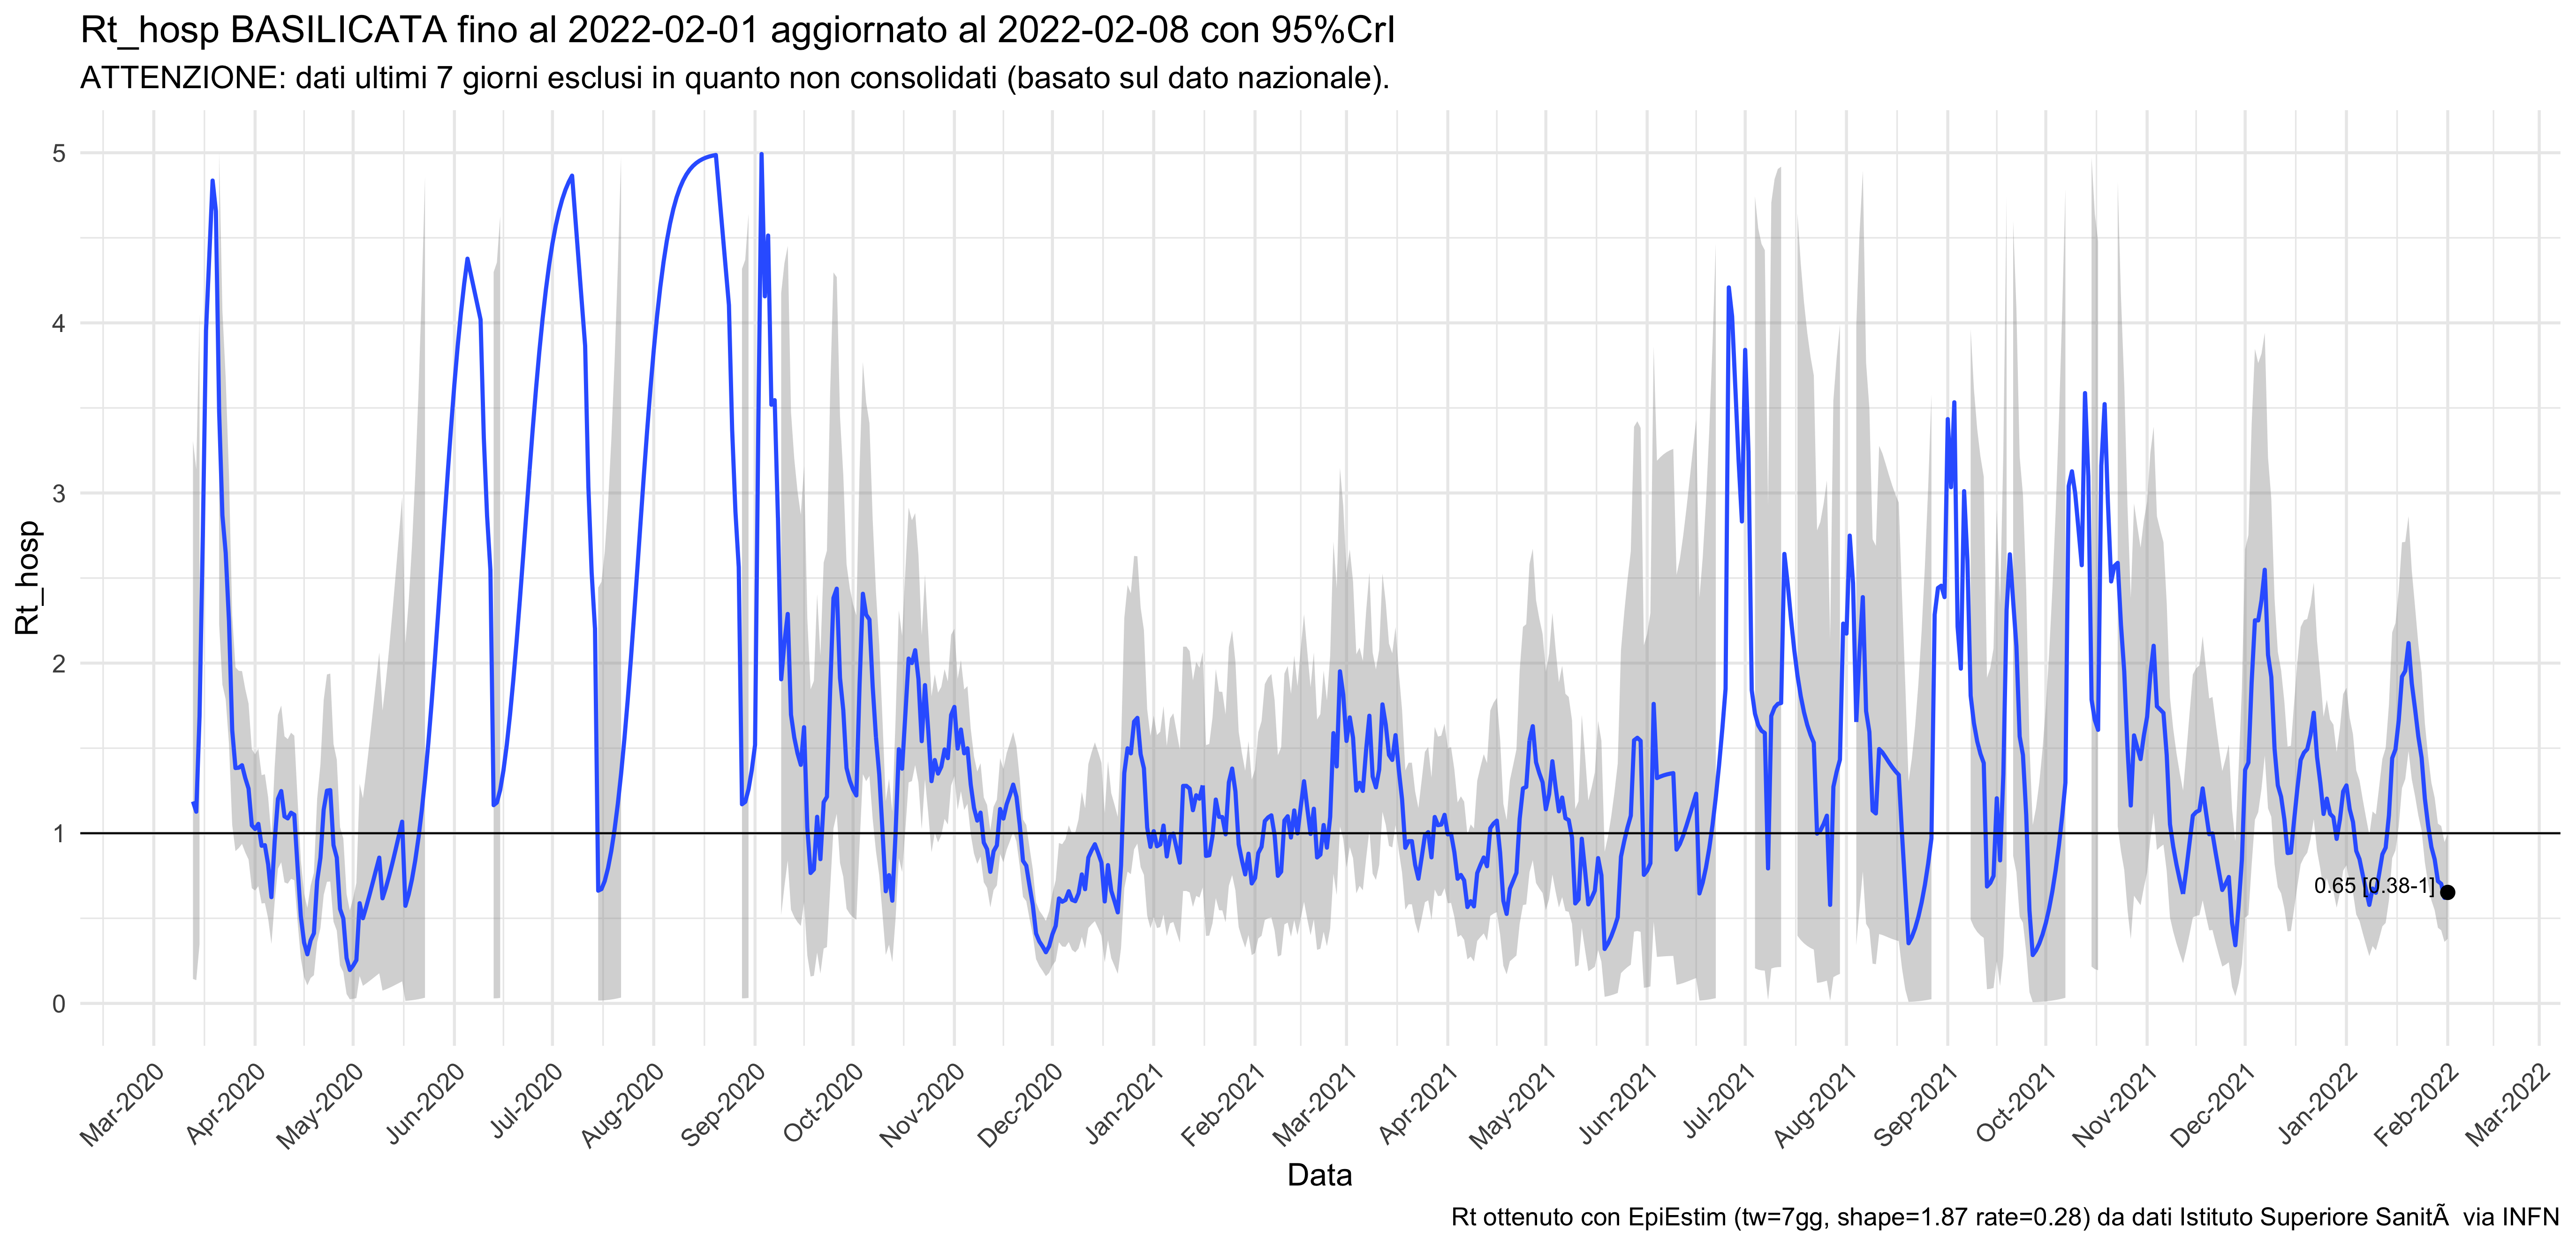 Rt_hosp BASILICATA fino al 2022-02-01 aggiornato al 2022-02-08 con 95%CrI
ATTENZIONE: dati ultimi 7 giorni esclusi in quanto non consolidati (basato sul dato nazionale).
Rt_hosp
5
4
3
2
1
0
0.65 [0.38-1]
Mar-2020
Apr-2020
May-2020
Jun-2020
Jul-2020
Aug-2020
Sep-2020
Oct-2020
Nov-2020
Dec-2020
Jan-2021
Feb-2021
Mar-2021
Apr-2021
May-2021
Jun-2021
Jul-2021
Aug-2021
Sep-2021
Oct-2021
Nov-2021
Dec-2021
Jan-2022
Feb-2022
Mar-2022
Data
Rt ottenuto con EpiEstim (tw=7gg, shape=1.87 rate=0.28) da dati Istituto Superiore SanitÃ  via INFN